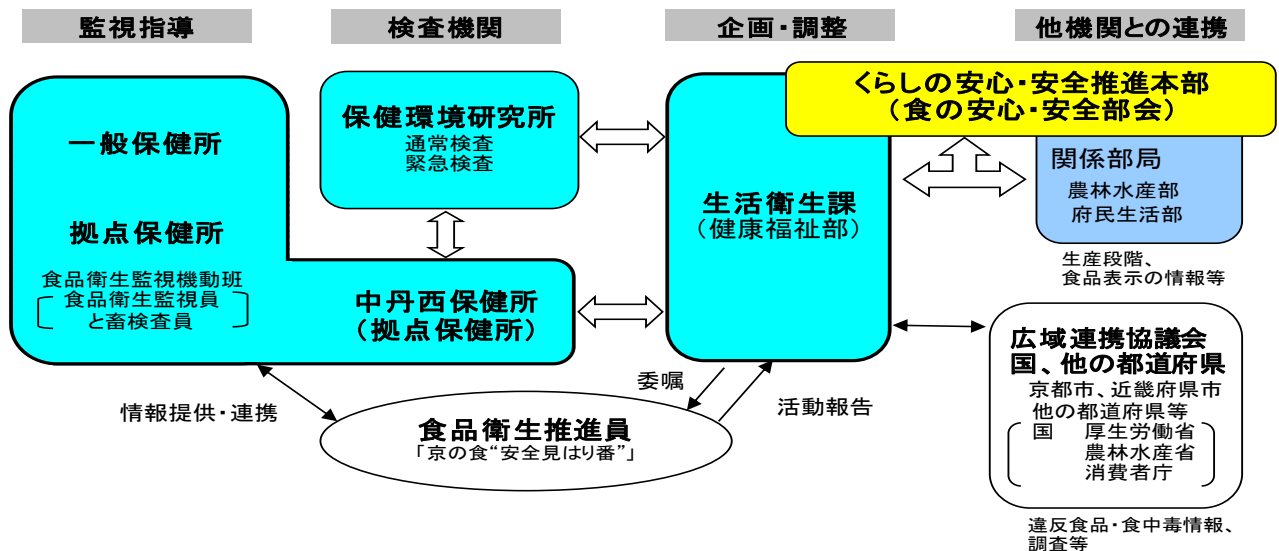 監視指導
検査機関
企画・調整
他機関との連携
くらしの安心・安全推進本部
（食の安心・安全部会）
一般保健所
拠点保健所
食品衛生監視機動班
食品衛生監視員
と畜検査員
保健環境研究所
通常検査
緊急検査
中丹西保健所
（拠点保健所）
生活衛生課
（健康福祉部）
関係部局
農林水産部
府民生活部
生産段階、
食品表示の情報等
広域連携協議会
国、他の都道府県
京都市、近畿府県市
他の都道府県等
国　厚生労働省
農林水産省
消費者庁
違反食品・食中毒情報、
調査等
情報提供・連携
委嘱
活動報告
食品衛生推進員
「京の食“安全見はり番”」